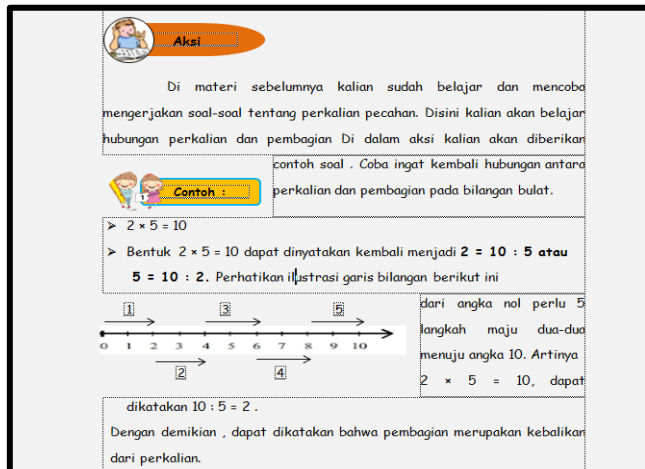 Aksi
Di materi sebelumnya kalian sudah belajar dan mencoba
mengerjakan soal-soal tentang perkalian pecahan. Disini kalian akan belajar
hubungan perkalian dan pembagian Di dalam aksi kalian akan diberikan
contoh soal . Coba ingat kembali hubungan antara
Contoh :
perkalian dan pembagian pada bilangan bulat.
➢ 2 × 5 = 10
➢ Bentuk 2 × 5 = 10 dapat dinyatakan kembali menjadi 2 = 10 : 5 atau
5 = 10 : 2. Perhatikan ilustrasi garis bilangan berikut ini
1 3 5
0 1 2 3 4 5 6 7 8 9 10
2 4
dari angka nol perlu 5
langkah maju dua-dua
menuju angka 10. Artinya
2 × 5 = 10, dapat
dikatakan 10 : 5 = 2 .
Dengan demikian , dapat dikatakan bahwa pembagian merupakan kebalikan
dari perkalian.